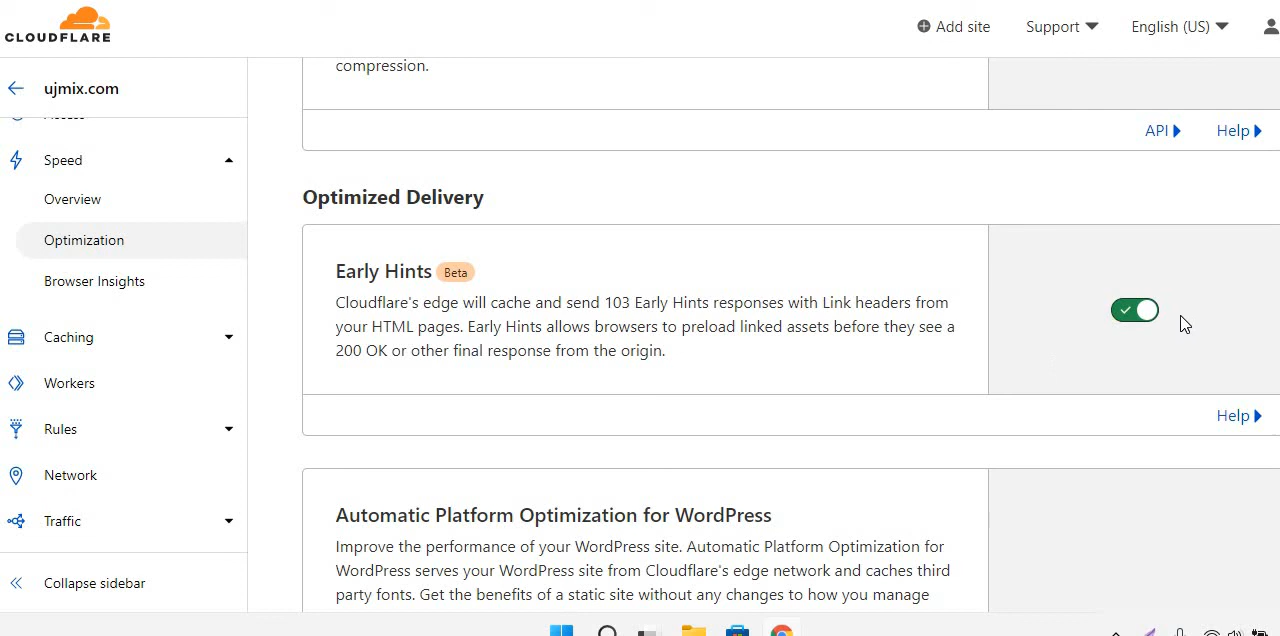 CLOUDFLARE
Add site
Support
English (US)
ujmix.com
Speed
Overview
Optimization
Browser Insights
Caching
Workers
Rules
Network
Traffic
Collapse sidebar
compression.
API
Help
Optimized Delivery
Early Hints Beta
Cloudflare's edge will cache and send 103 Early Hints responses with Link headers from
your HTML pages. Early Hints allows browsers to preload linked assets before they see a
200 OK or other final response from the origin.
Help
Automatic Platform Optimization for WordPress
Improve the performance of your WordPress site. Automatic Platform Optimization for
WordPress serves your WordPress site from Cloudflare's edge network and caches third
party fonts. Get the benefits of a static site without any changes to how you manage